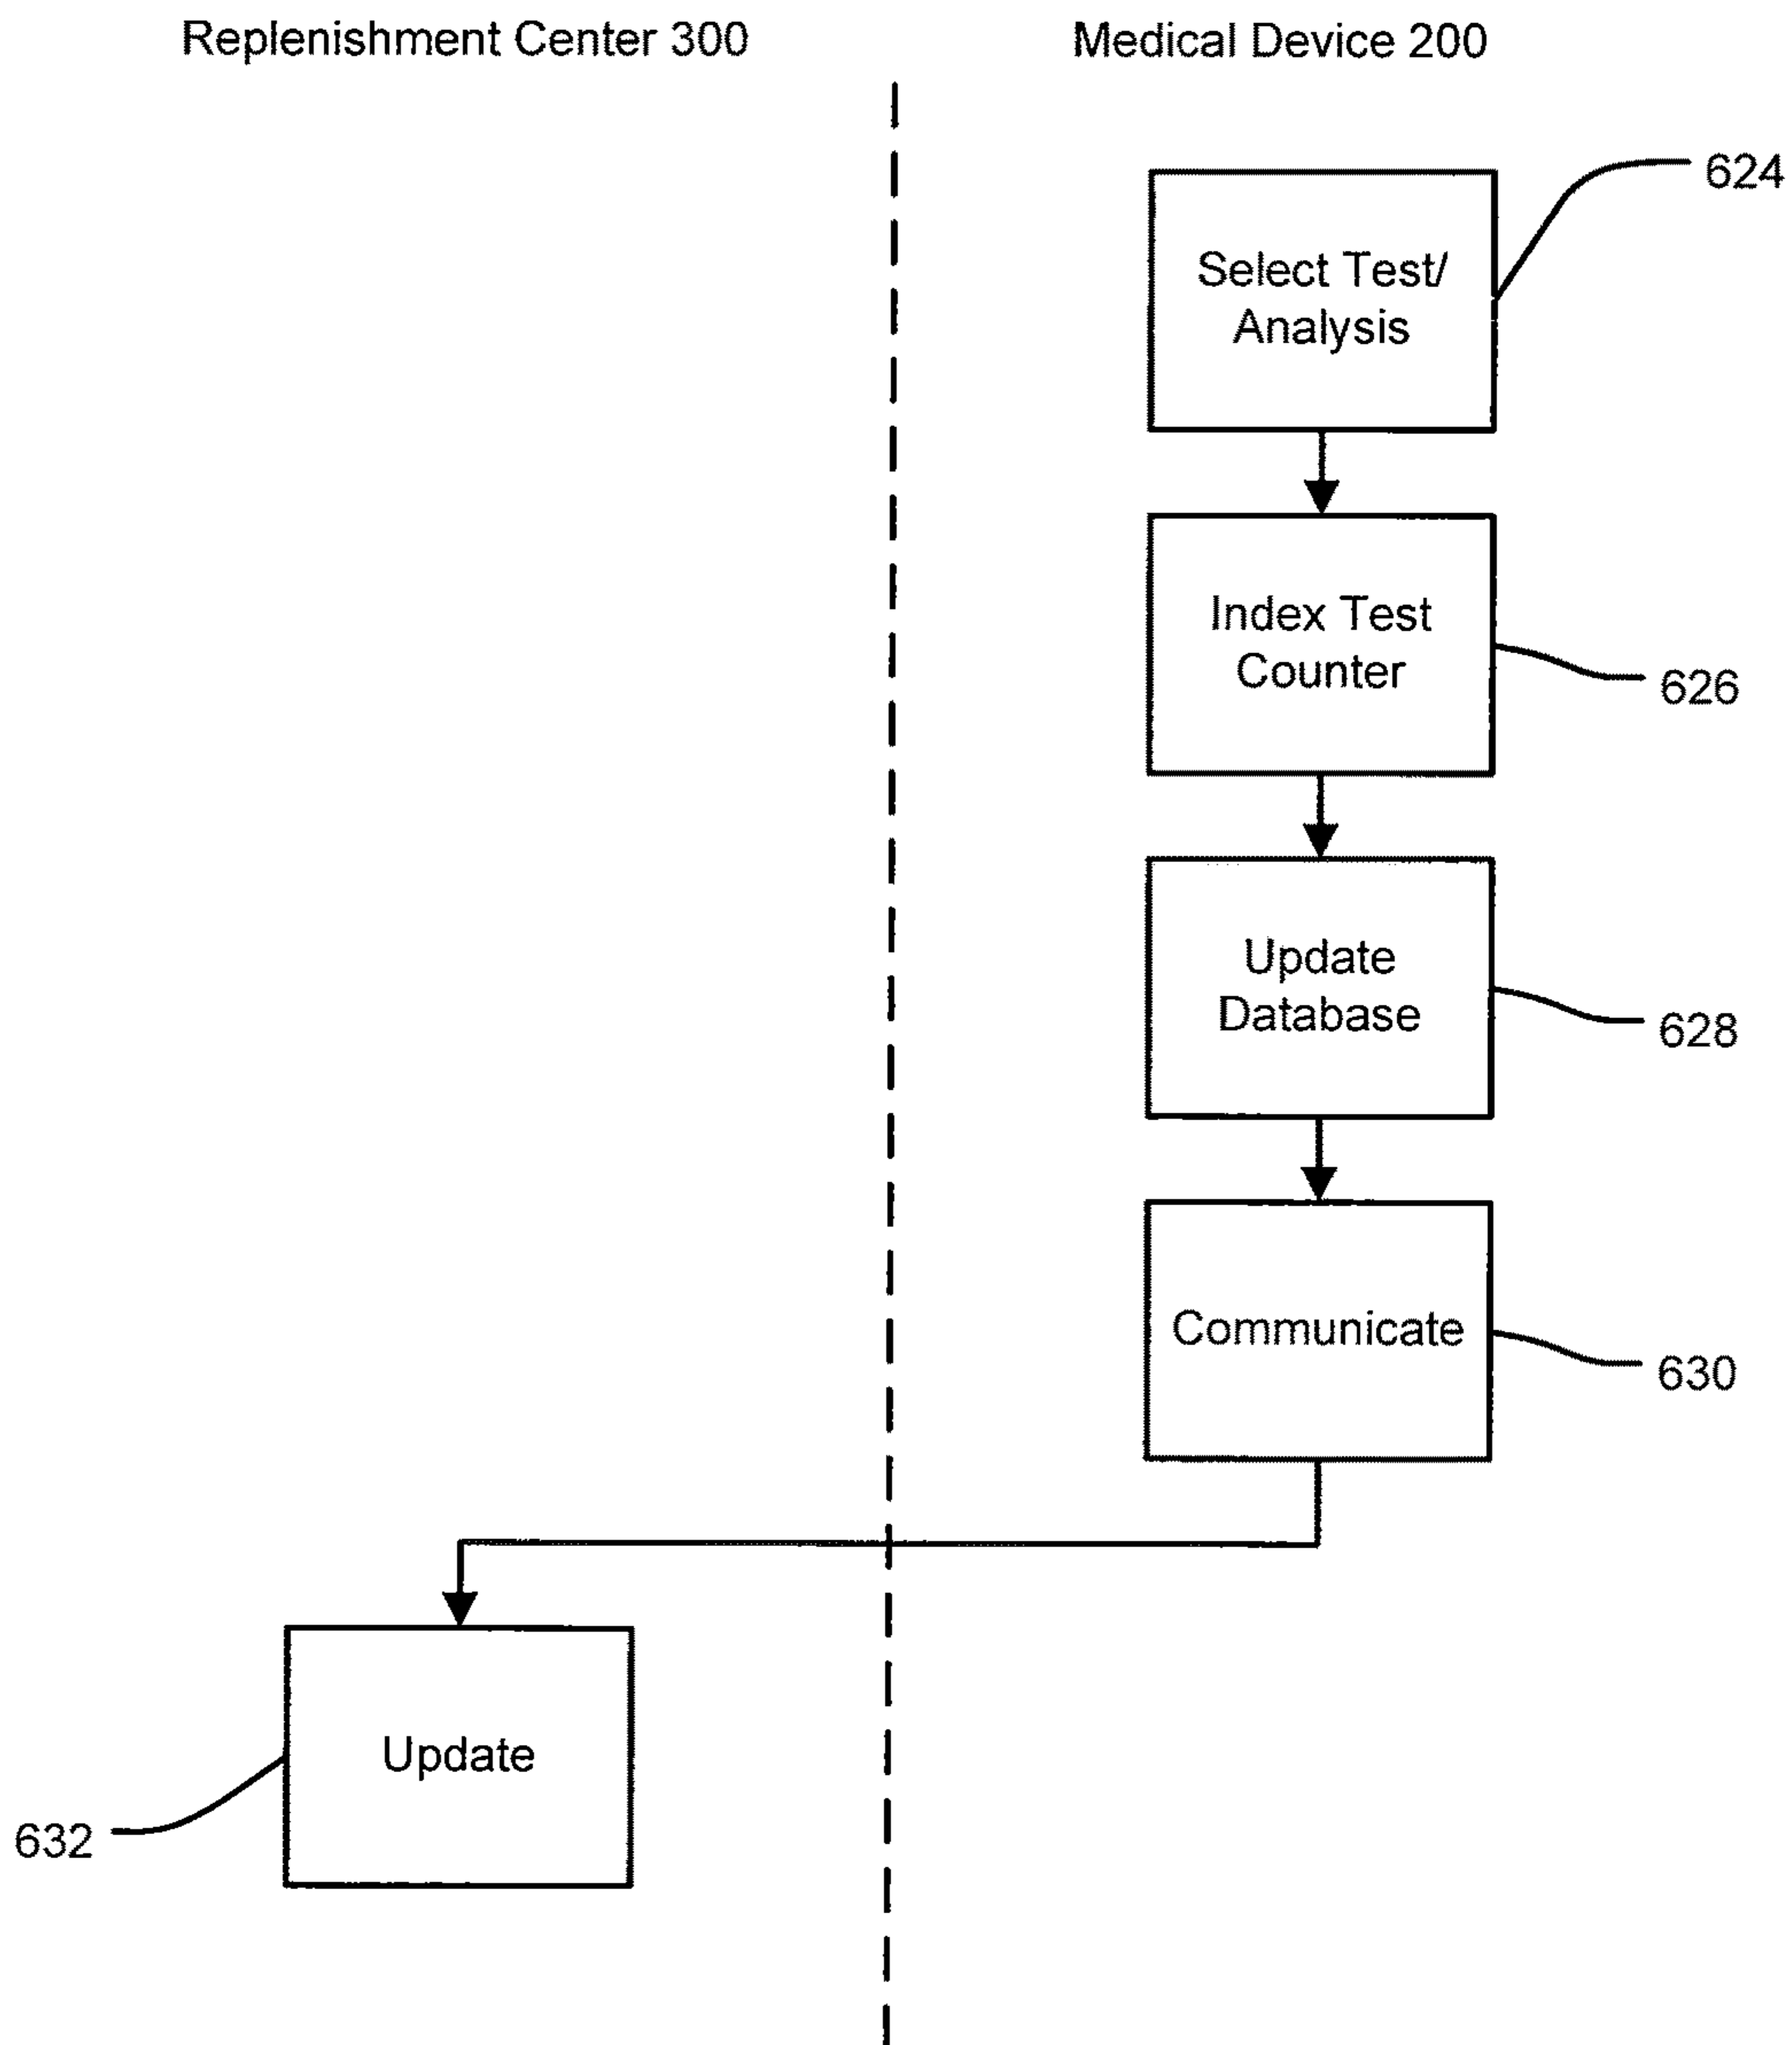 Replenishment Center 300
Medical Device 200
624
Select Test/
Analysis
Index Test
Counter
626
Update
Database
628
Communicate
630
Update
632